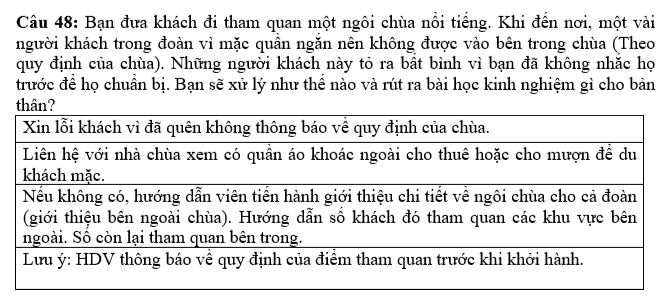 Câu 48: Bạn đưa khách đi tham quan một ngôi chùa nổi tiếng. Khi đến nơi, một vài
người khách trong đoàn vì mặc quần ngắn nên không được vào bên trong chùa (Theo
quy định của chùa). Những người khách này tỏ ra bất bình vì bạn đã không nhắc họ
trước để họ chuẩn bị. Bạn sẽ xử lý như thế nào và rút ra bài học kinh nghiệm gì cho bản
thân?
Xin lỗi khách vì đã quên không thông báo về quy định của chùa.
Liên hệ với nhà chùa xem có quần áo khoác ngoài cho thuê hoặc cho mượn để du
khách mặc.
Nếu không có, hướng dẫn viên tiến hành giới thiệu chi tiết về ngôi chùa cho cả đoàn
(giới thiệu bên ngoài chùa). Hướng dẫn số khách đó tham quan các khu vực bên
ngoài. Số còn lại tham quan bên trong.
Lưu ý: HDV thông báo về quy định của điểm tham quan trước khi khởi hành.